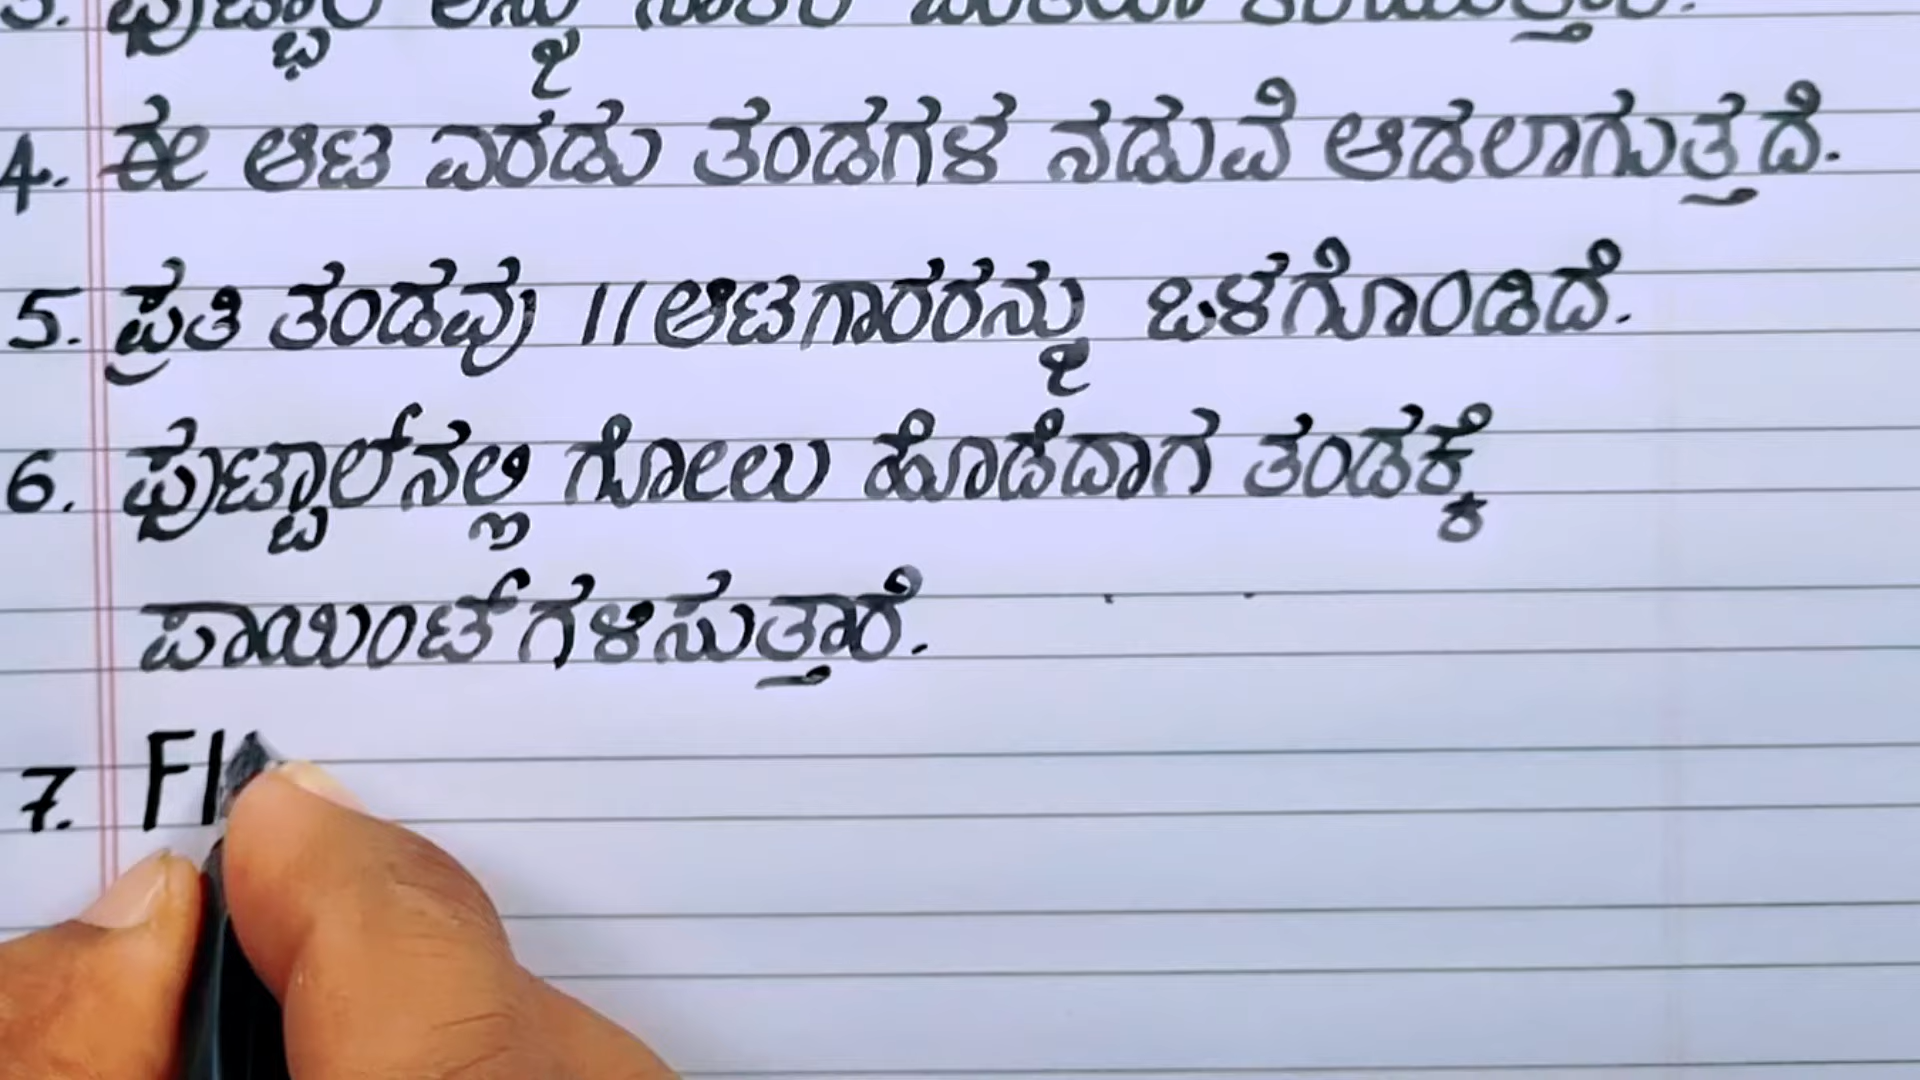 4. ಈ ಆಟ ಎರಡು ತಂಡಗಳ ನಡುವೆ ಆಡಲಾಗುತ್ತದೆ.
5. ಪ್ರತಿ ತಂಡವು 11 ಆಟಗಾರರನ್ನು ಒಳಗೊಂಡಿದೆ.
6. ಫುಟ್ಬಾಲ್‌ನಲ್ಲಿ ಗೋಲು ಹೊಡೆದಾಗ ತಂಡಕ್ಕೆ
ಪಾಯಿಂಟ್ ಗಳಿಸುತ್ತಾರೆ.
7. FI